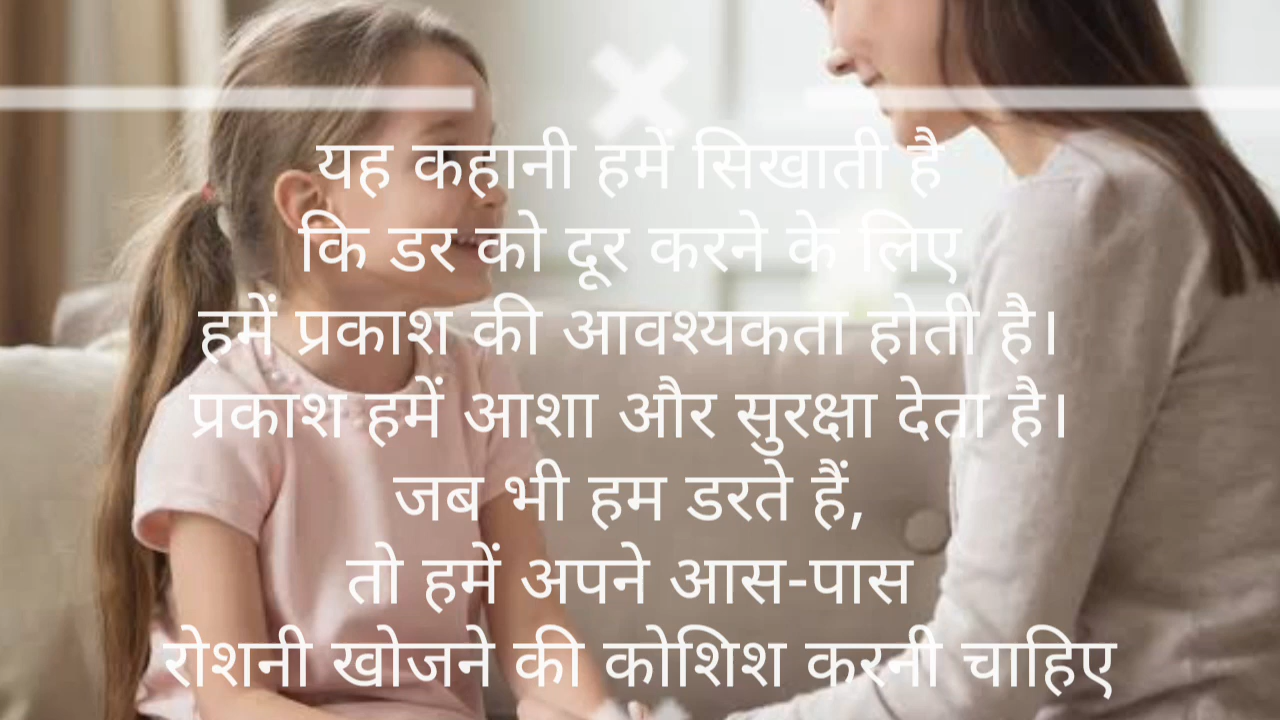 यह कहानी हमें सिखाती है
कि डर को दूर करने के लिए
हमें प्रकाश की आवश्यकता होती है।
प्रकाश हमें आशा और सुरक्षा देता है।
जब भी हम डरते हैं,
तो हमें अपने आस-पास
रोशनी खोजने की कोशिश करनी चाहिए